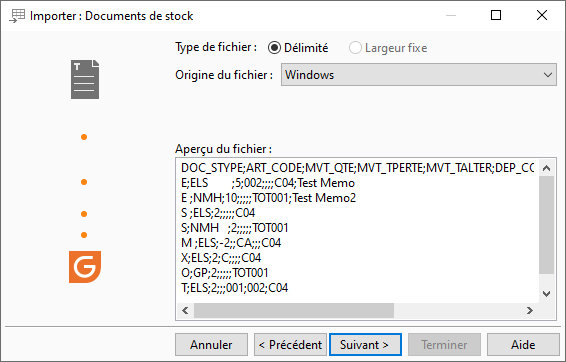 Importer : Documents de stock
Type de fichier : Délimité Largeur fixe
Origine du fichier : Windows
Aperçu du fichier :
DOC_STYPE;ART_CODE;MVT_QTE;MVT_TPERTE;MVT_TALTER;DEP_CC
E;ELS ;5;002;;;;C04;Test Memo
E ;NMH;10;;;;;TOT001;Test Memo2
S ;ELS;2;;;;;C04
S;NMH ;2;;;;;TOT001
M ;ELS;-2;;CA;;;C04
X;ELS;2;C;;;;C04
O;GP;2;;;;;TOT001
T;ELS;2;;;001;002;C04
Annuler < Précédent Suivant > Terminer Aide